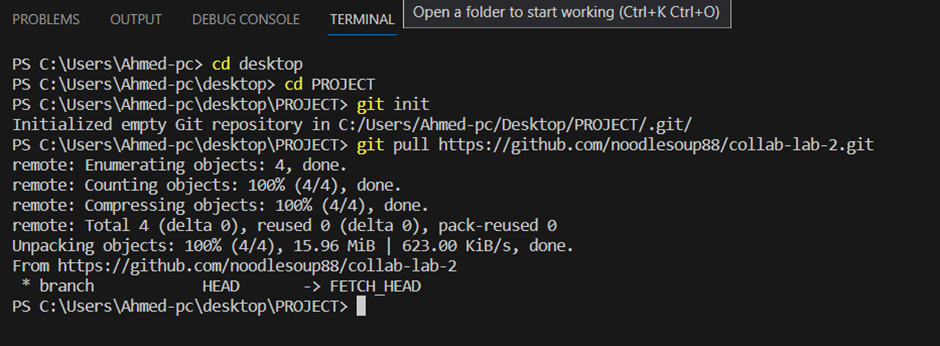 Open a folder to start working (Ctrl+K Ctrl+O)
PROBLEMS OUTPUT DEBUG CONSOLE TERMINAL
PS C:\Users\Ahmed-pc> cd desktop
PS C:\Users\Ahmed-pc\desktop> cd PROJECT
PS C:\Users\Ahmed-pc\desktop\PROJECT> git init
Initialized empty Git repository in C:/Users/Ahmed-pc/Desktop/PROJECT/.git/
PS C:\Users\Ahmed-pc\desktop\PROJECT> git pull https://github.com/noodlesoup88/collab-lab-2.git
remote: Enumerating objects: 4, done.
remote: Counting objects: 100% (4/4), done.
remote: Compressing objects: 100% (4/4), done.
remote: Total 4 (delta 0), reused 0 (delta 0), pack-reused 0
Unpacking objects: 100% (4/4), 15.96 MiB | 623.00 KiB/s, done.
From https://github.com/noodlesoup88/collab-lab-2
 * branch            HEAD       -> FETCH_HEAD
PS C:\Users\Ahmed-pc\desktop\PROJECT>